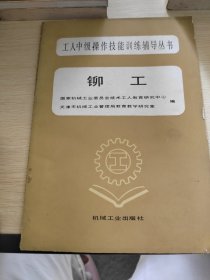 工人中级操作技能训练辅导丛书
铆工
国家机械工业委员会技术工人教育研究中心
天津市机械工业管理局教育教学研究室
编
机械工业出版社